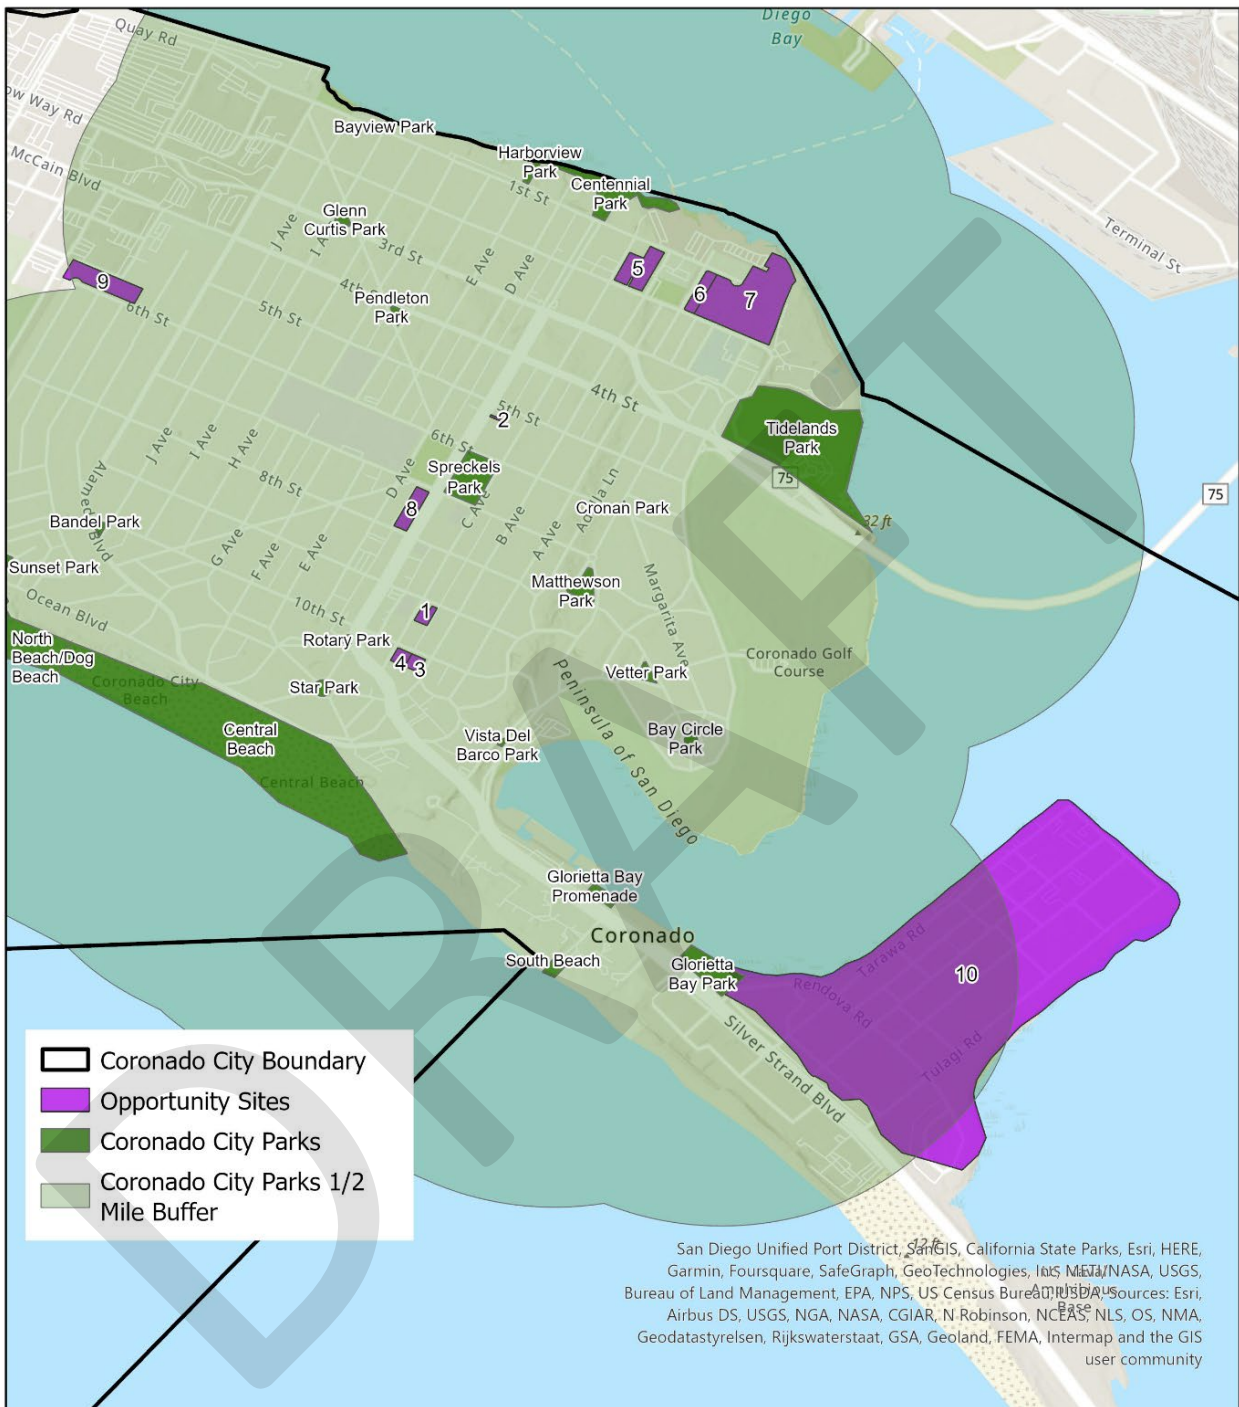 Diego
Bay
Quay Rd
ow Way Rd
McCain Blvd
Bayview Park
Harborview
Park
Centennial
Park
1st St
Glenn
Curtis Park
J Ave
I A
3rd St
E Ave
D Ave
Terminal St
5
6
7
9
4th S
Pendleton
Park
6th St
5th St
4th St
2
5th St
Tidelands
Park
6th St
Spreckels
Park
75
75
J Ave
I Ave
H Ave
8th St
D Ave
8
C Ave
B Ave
A Ave
Adella Ln
Cronan Park
32 ft
Alameda Blvd
Bandel Park
G Ave
F Ave
E Ave
Sunset Park
Ocean Blvd
10th St
1
Matthewson
Park
Margarita Ave
North
Beach/Dog
Beach
Rotary Park
4
3
Coronado Golf
Course
Vetter Park
Coronado City
Beach
Star Park
Peninsula of San Diego
Central
Beach
Vista Del
Barco Park
Bay Circle
Park
Central Beach
Glorietta Bay
Promenade
Coronado
South Beach
Glorietta
Bay Park
Tarawa Rd
Rendova Rd
10
Tulagi Rd
Silver Strand Blvd
DRAFT
Coronado City Boundary
Opportunity Sites
Coronado City Parks
Coronado City Parks 1/2
Mile Buffer
12 ft
Amphibious
Base
San Diego Unified Port District, SanGIS, California State Parks, Esri, HERE,
Garmin, Foursquare, SafeGraph, GeoTechnologies, Inc, METI/NASA, USGS,
Bureau of Land Management, EPA, NPS, US Census Bureau, USDA, Sources: Esri,
Airbus DS, USGS, NGA, NASA, CGIAR, N Robinson, NCEAS, NLS, OS, NMA,
Geodatastyrelsen, Rijkswaterstaat, GSA, Geoland, FEMA, Intermap and the GIS
user community